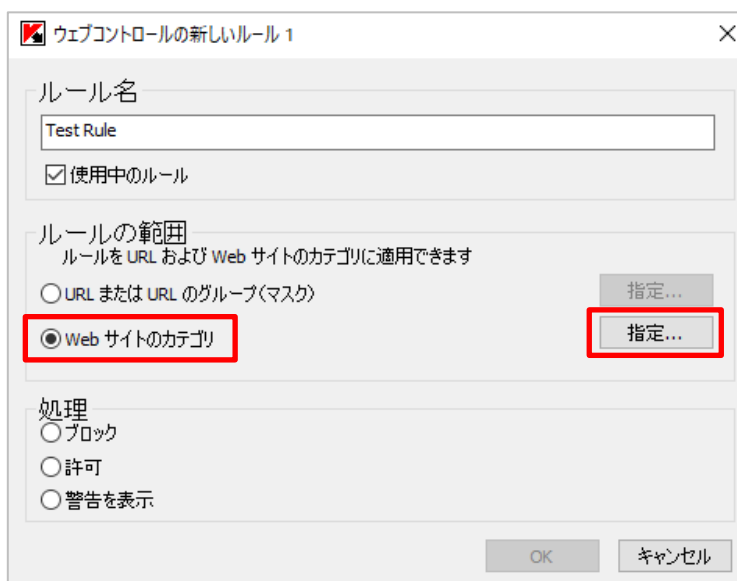 ウェブコントロールの新しいルール 1
ルール名
Test Rule
使用中のルール
ルールの範囲
ルールを URL および Web サイトのカテゴリに適用できます
URL または URL のグループ(マスク)
指定...
Web サイトのカテゴリ
指定...
処理
ブロック
許可
警告を表示
OK
キャンセル